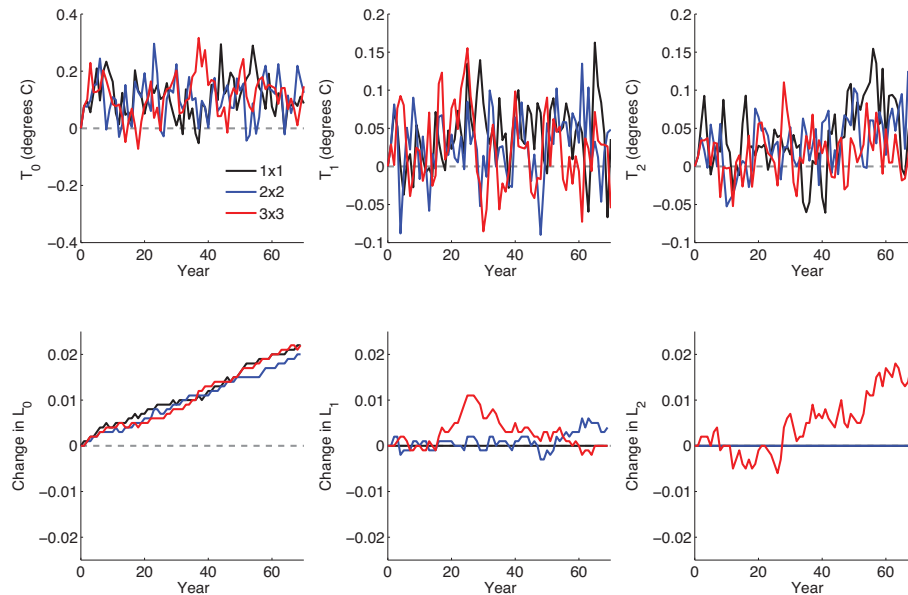 0.4
0.2
0
−0.2
−0.4
T0 (degrees C)
1x1
2x2
3x3
0 20 40 60
Year
0.2
0.15
0.1
0.05
0
−0.05
−0.1
T1 (degrees C)
0 20 40 60
Year
0.2
0.15
0.1
0.05
0
−0.05
−0.1
T2 (degrees C)
0 20 40 60
Year
0.02
0.01
0
−0.01
−0.02
Change in L0
0 20 40 60
Year
0.02
0.01
0
−0.01
−0.02
Change in L1
0 20 40 60
Year
0.02
0.01
0
−0.01
−0.02
Change in L2
0 20 40 60
Year